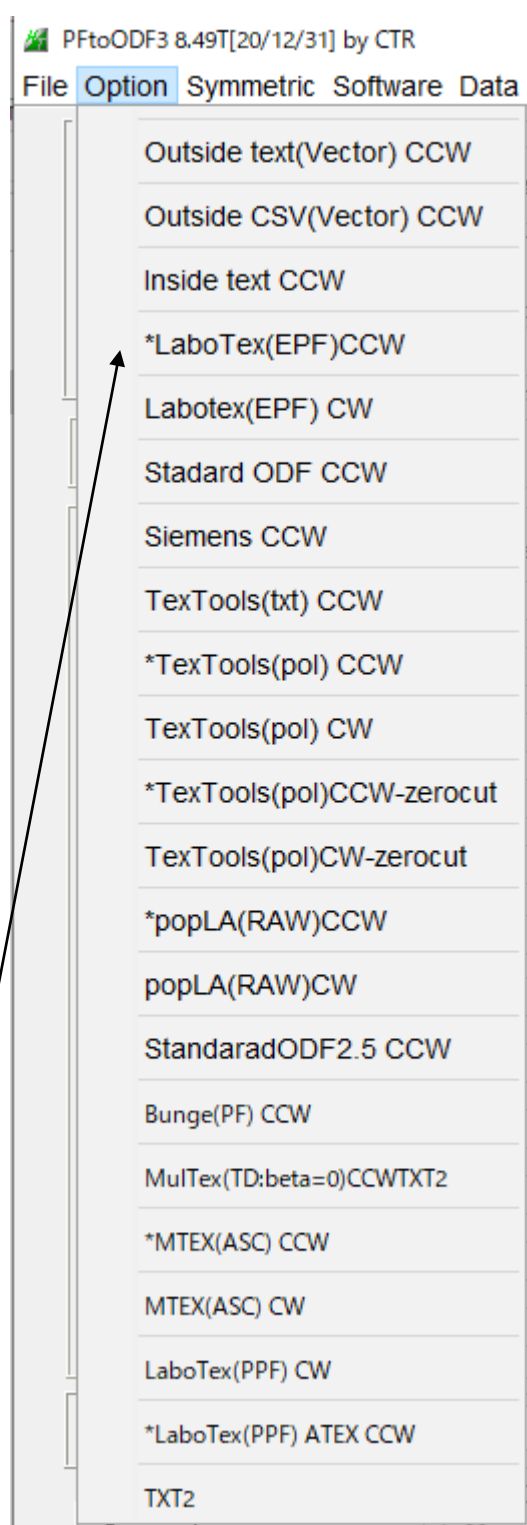 PFtoODF3 8.49T[20/12/31] by CTR
File Option Symmetric Software Data
Outside text(Vector) CCW
Outside CSV(Vector) CCW
Inside text CCW
*LaboTex(EPF)CCW
Labotex(EPF) CW
Stadard ODF CCW
Siemens CCW
TexTools(txt) CCW
*TexTools(pol) CCW
TexTools(pol) CW
*TexTools(pol)CCW-zerocut
TexTools(pol)CW-zerocut
*popLA(RAW)CCW
popLA(RAW)CW
StandaradODF2.5 CCW
Bunge(PF) CCW
MulTex(TD:beta=0)CCWTXT2
*MTEX(ASC) CCW
MTEX(ASC) CW
LaboTex(PPF) CW
*LaboTex(PPF) ATEX CCW
TXT2